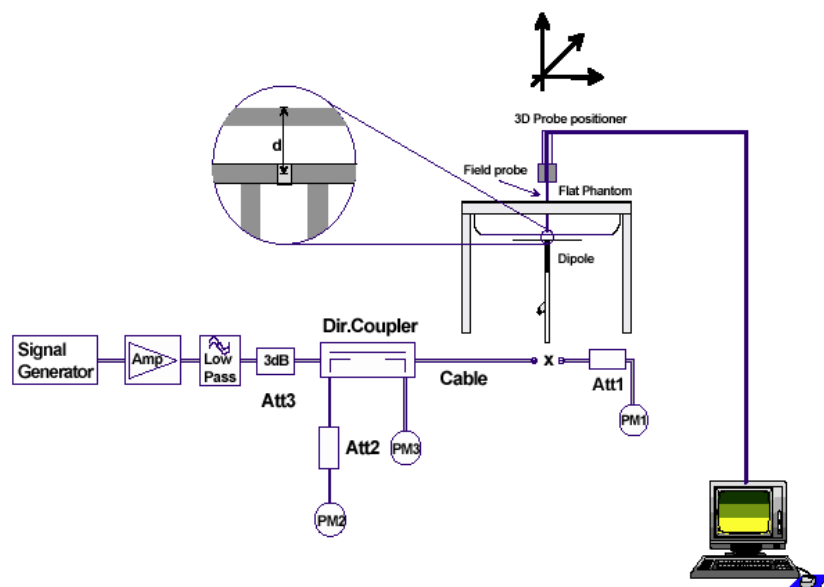 3D Probe positioner
d
Field probe
Flat Phantom
Dipole
Dir.Coupler
Signal
Generator
Amp
Low
Pass
3dB
Cable
x
Att1
Att3
PM1
Att2
PM3
PM2